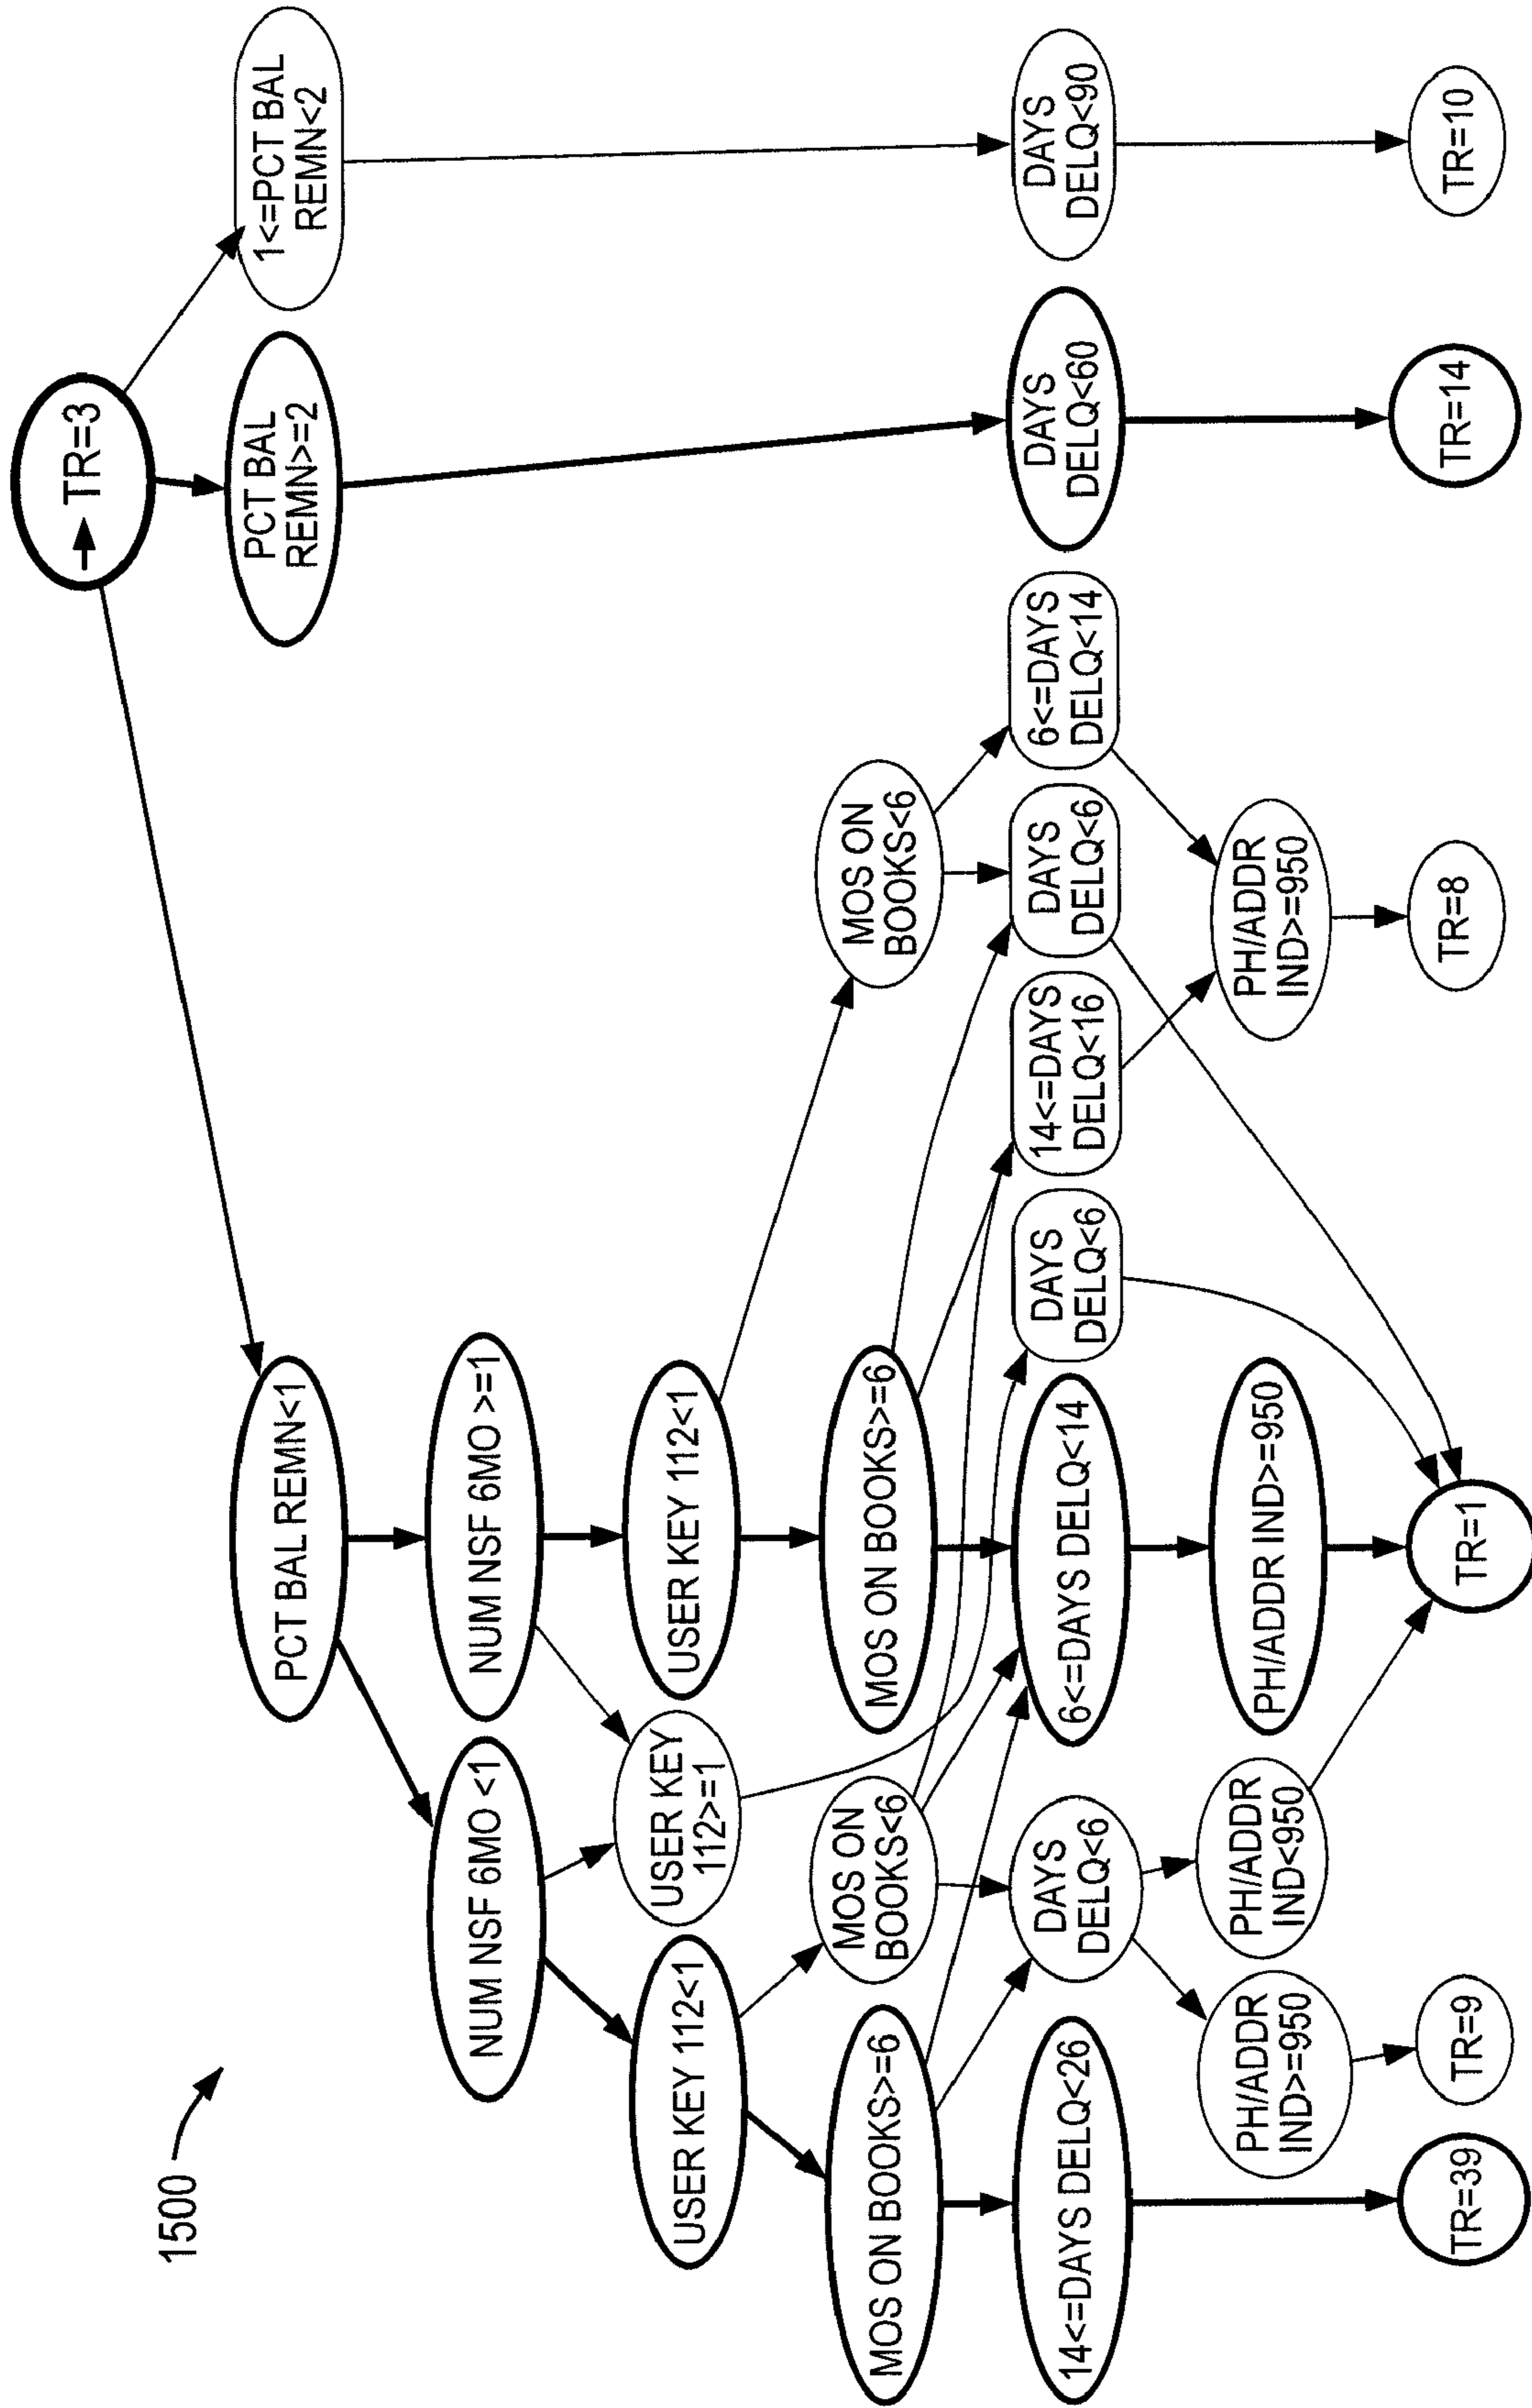 1500
TR=3
PCT BAL REMN<1
PCT BAL
REMN>=2
1<=PCT BAL
REMN<2
NUM NSF 6MO <1
NUM NSF 6MO >=1
USER KEY 112<1
USER KEY
112>=1
USER KEY 112<1
MOS ON BOOKS>=6
MOS ON
BOOKS<6
MOS ON BOOKS>=6
MOS ON
BOOKS<6
14<=DAYS DELQ<26
DAYS
DELQ<6
6<=DAYS DELQ<14
DAYS
DELQ<6
14<=DAYS
DELQ<16
DAYS
DELQ<6
6<=DAYS
DELQ<14
DAYS
DELQ<60
DAYS
DELQ<90
PH/ADDR
IND>=950
PH/ADDR
IND<950
PH/ADDR IND>=950
PH/ADDR
IND>=950
TR=39
TR=9
TR=1
TR=8
TR=14
TR=10